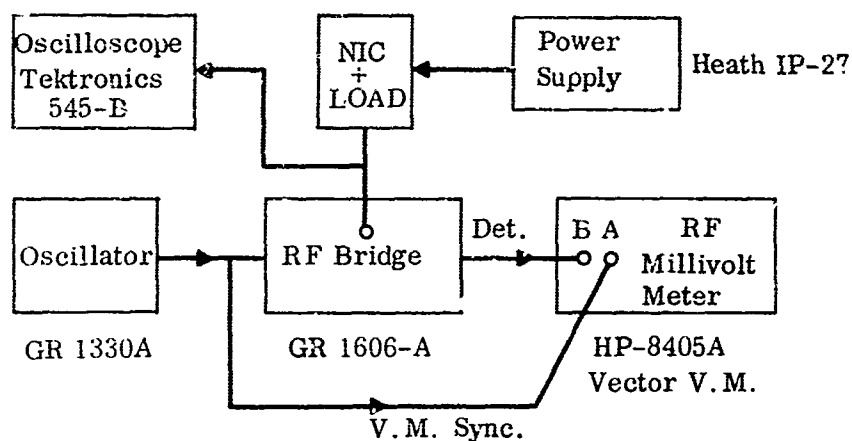 Oscilloscope
Tektronics
545-B
NIC
+
LOAD
Power
Supply
Heath IP-27
Oscillator
RF Bridge
Det.
B A RF
Millivolt
Meter
GR 1330A
GR 1606-A
HP-8405A
Vector V.M.
V.M. Sync.